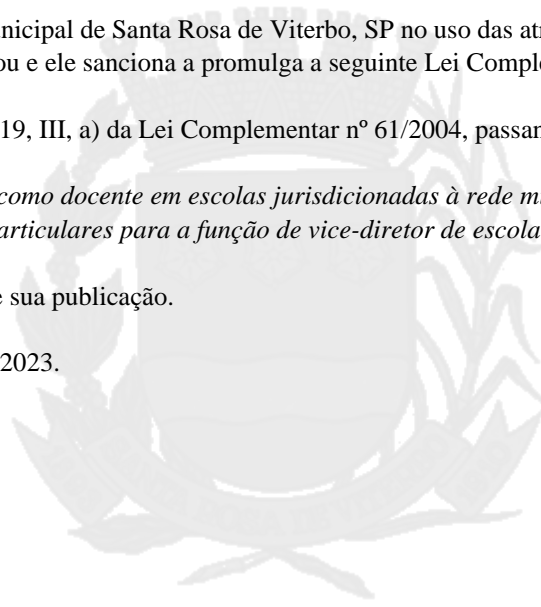 nicipal de Santa Rosa de Viterbo, SP no uso das atr
ou e ele sanciona a promulga a seguinte Lei Comple
19, III, a) da Lei Complementar nº 61/2004, passan
como docente em escolas jurisdicionadas à rede m
articulares para a função de vice-diretor de escola
e sua publicação.
2023.